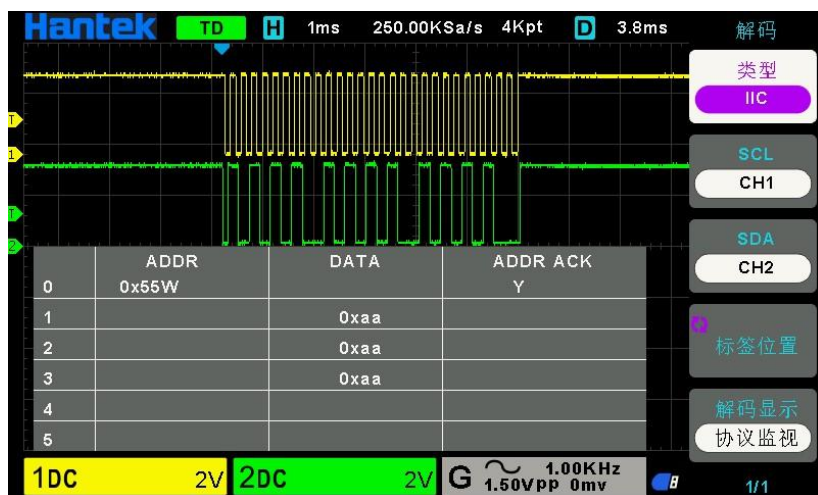 Hantek TD H 1ms 250.00KSa/s 4Kpt D 3.8ms 解码
类型
IIC
T
1
SCL
CH1
T
2
SDA
CH2
ADDR DATA ADDR ACK
0 0x55W Y
1 0xaa
2 0xaa
3 0xaa
4
5
标签位置
解码显示
协议监视
1DC 2V 2DC 2V G 1.00KHz
1.50Vpp 0mv
1/1